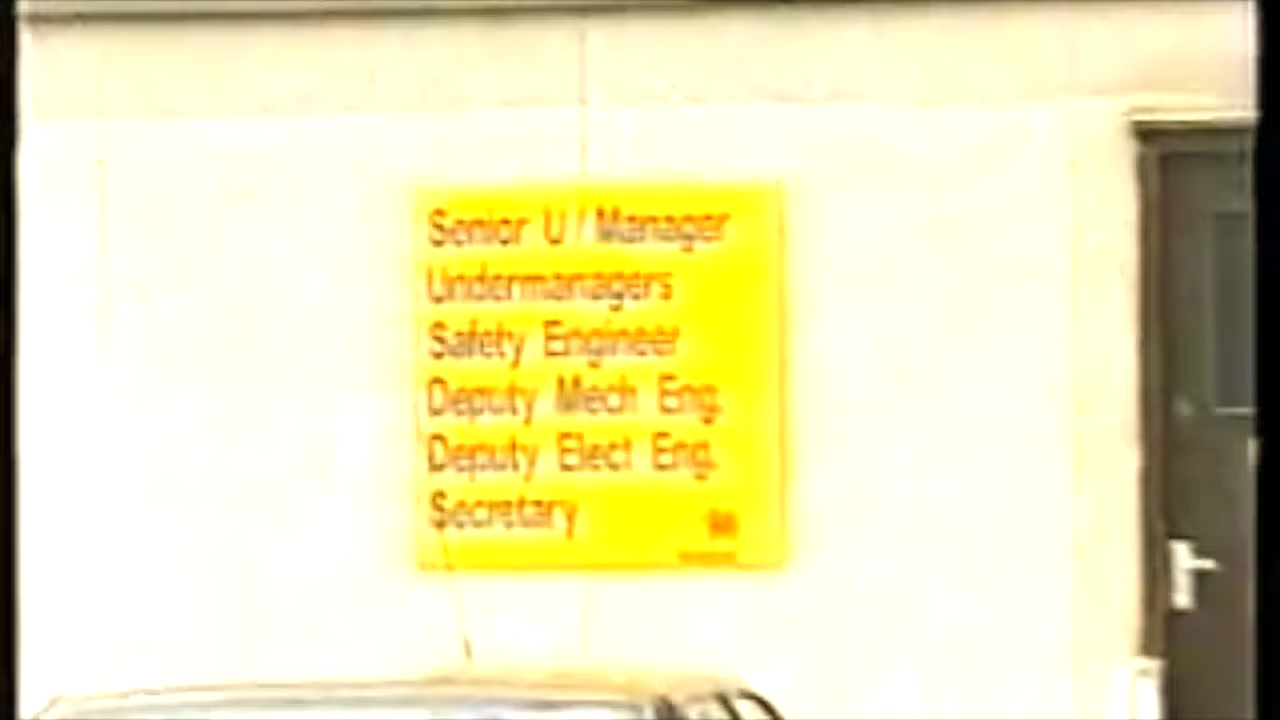 Senior U / Manager
Undermanagers
Safety Engineer
Deputy Mech Eng.
Deputy Elect Eng.
Secretary